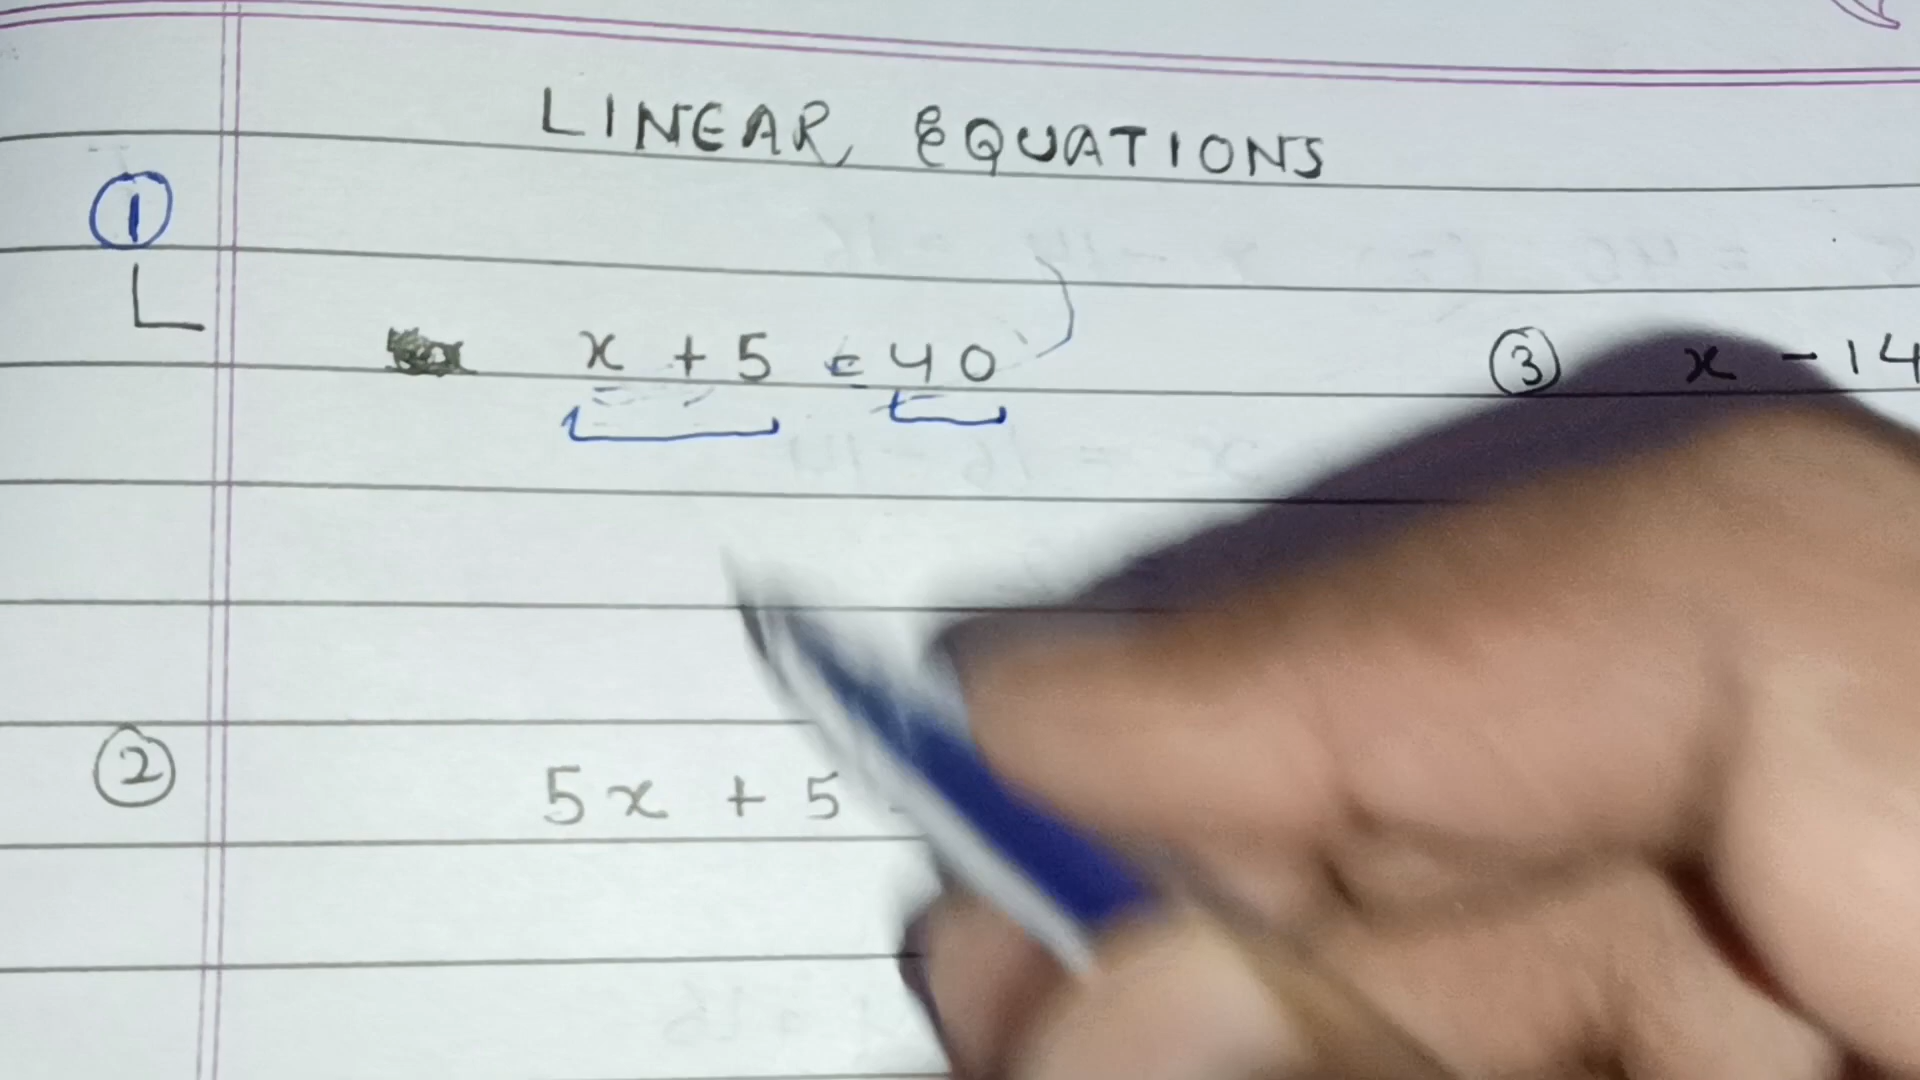 LINEAR EQUATIONS
①
x + 5 = 40
③ x - 14
② 5x + 5